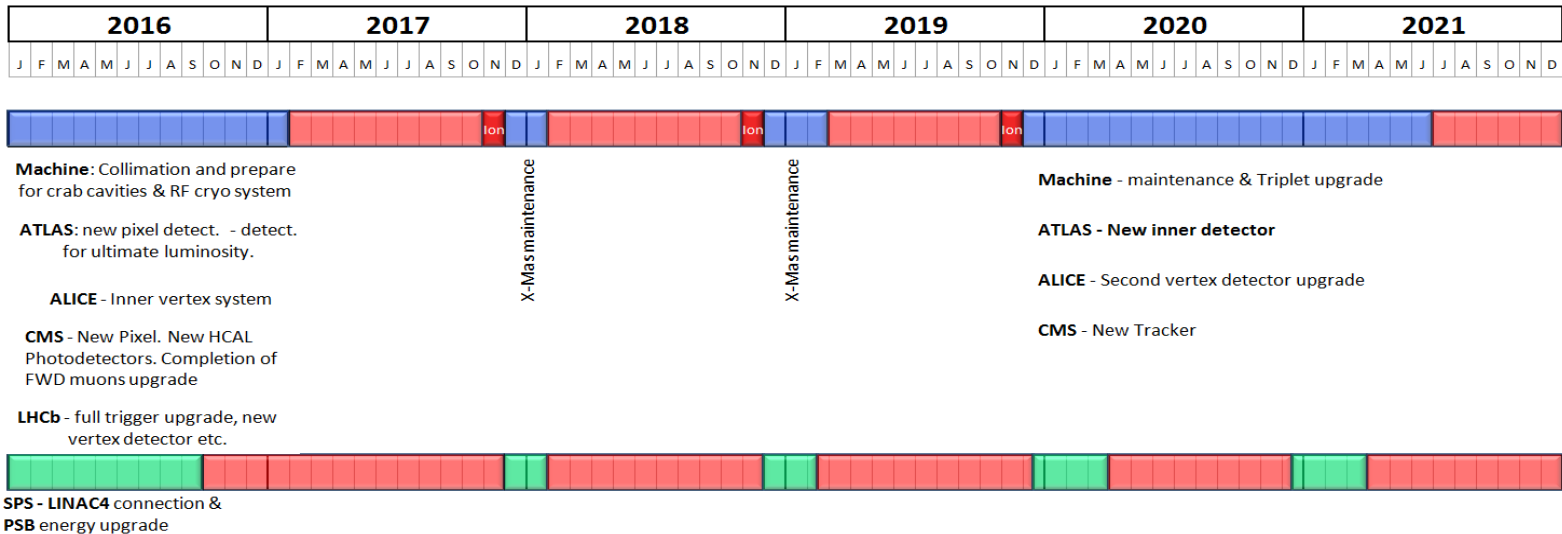 2016 2017 2018 2019 2020 2021
J F M A M J J A S O N D J F M A M J J A S O N D J F M A M J J A S O N D J F M A M J J A S O N D J F M A M J J A S O N D J F M A M J J A S O N D
Ion Ion Ion
Machine: Collimation and prepare
for crab cavities & RF cryo system
ATLAS: new pixel detect. - detect.
for ultimate luminosity.
ALICE - Inner vertex system
CMS - New Pixel. New HCAL
Photodetectors. Completion of
FWD muons upgrade
LHCb - full trigger upgrade, new
vertex detector etc.
X-Mas maintenance
X-Mas maintenance
Machine - maintenance & Triplet upgrade
ATLAS - New inner detector
ALICE - Second vertex detector upgrade
CMS - New Tracker
SPS - LINAC4 connection &
PSB energy upgrade